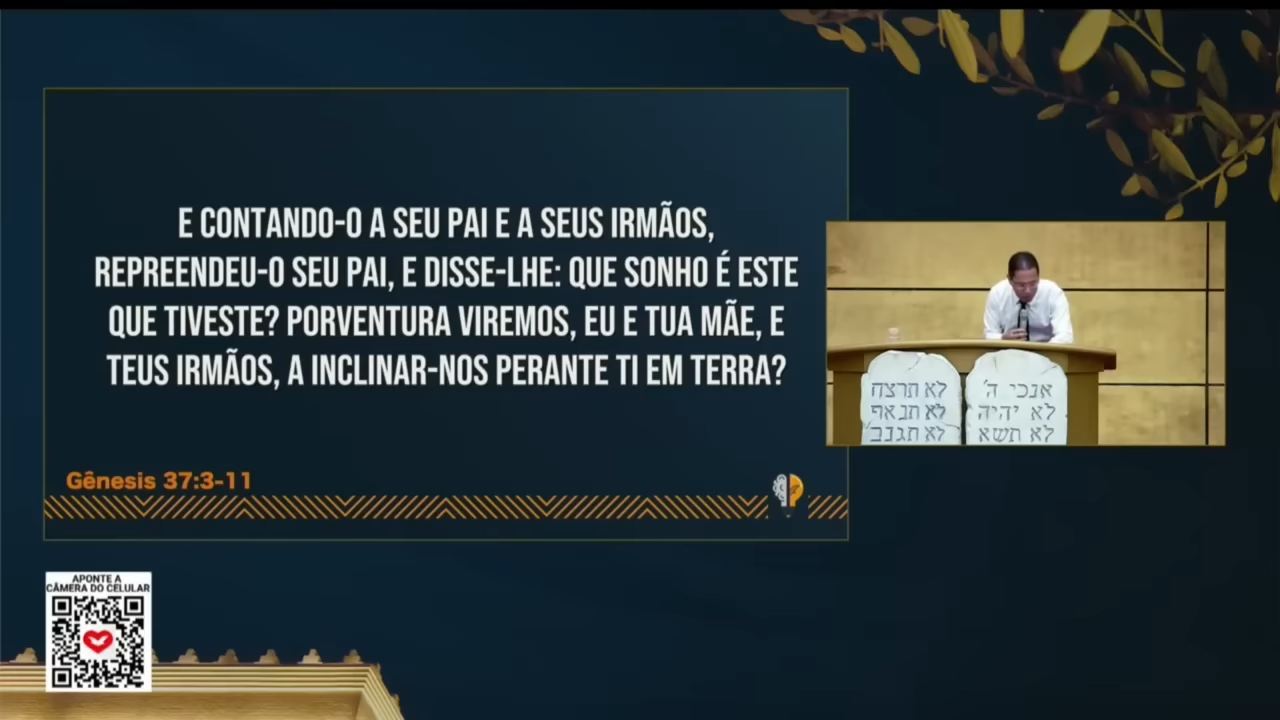 E CONTANDO-O A SEU PAI E A SEUS IRMÃOS,
REPREENDEU-O SEU PAI, E DISSE-LHE: QUE SONHO É ESTE
QUE TIVESTE? PORVENTURA VIREMOS, EU E TUA MÃE, E
TEUS IRMÃOS, A INCLINAR-NOS PERANTE TI EM TERRA?
Gênesis 37:3-11
אנכי ה'
לא יהיה
לא תשא
לא תרצח
לא תנאף
לא תגנב
APONTE A
CÂMERA DO CELULAR